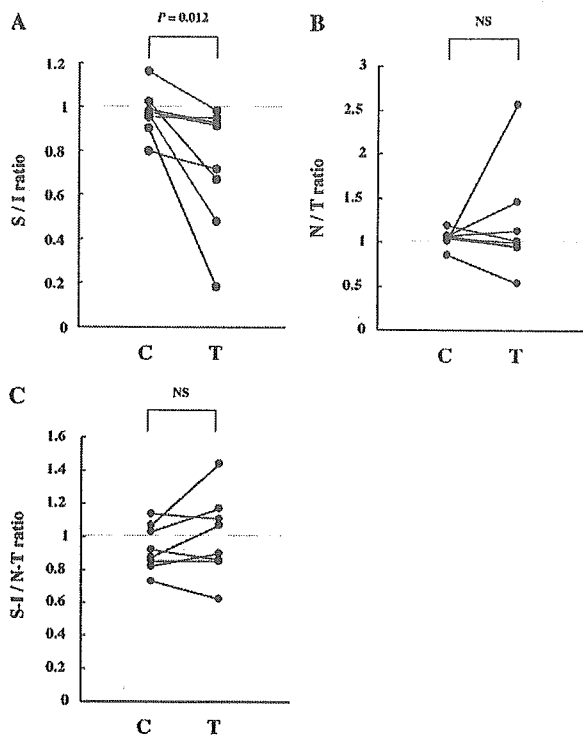 A
P = 0.012
S / I ratio
1.2
1
0.8
0.6
0.4
0.2
0
C
T
B
NS
N / T ratio
3
2.5
2
1.5
1
0.5
0
C
T
C
NS
S-I / N-T ratio
1.6
1.4
1.2
1
0.8
0.6
0.4
0.2
0
C
T